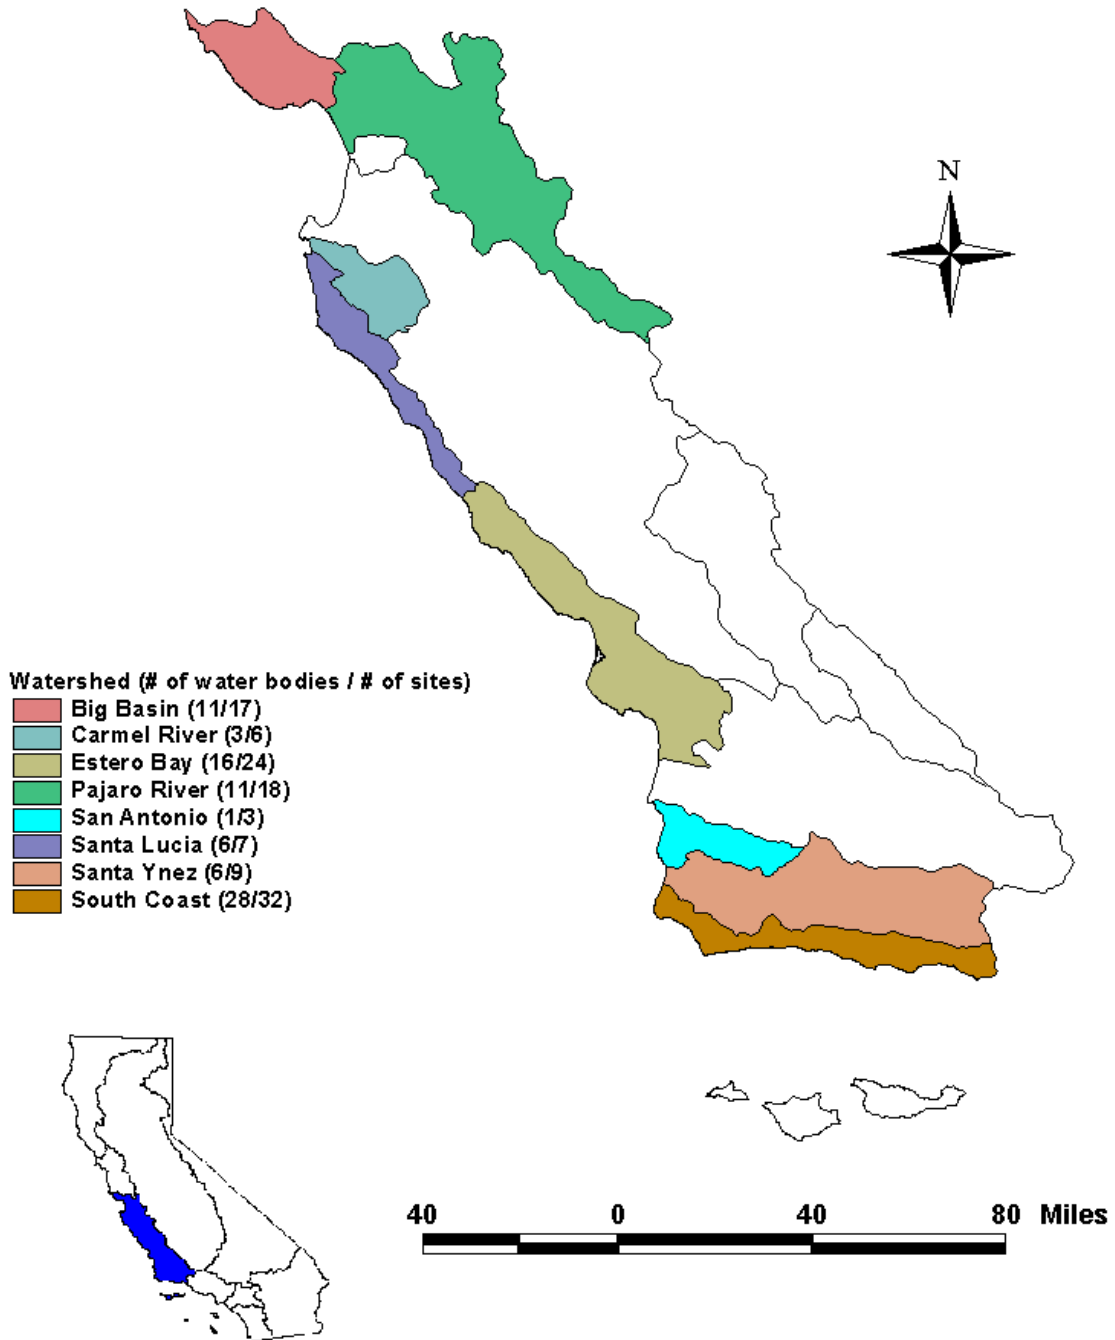 N
Watershed (# of water bodies / # of sites)
Big Basin (11/17)
Carmel River (3/6)
Estero Bay (16/24)
Pajaro River (11/18)
San Antonio (1/3)
Santa Lucia (6/7)
Santa Ynez (6/9)
South Coast (28/32)
40 0 40 80 Miles